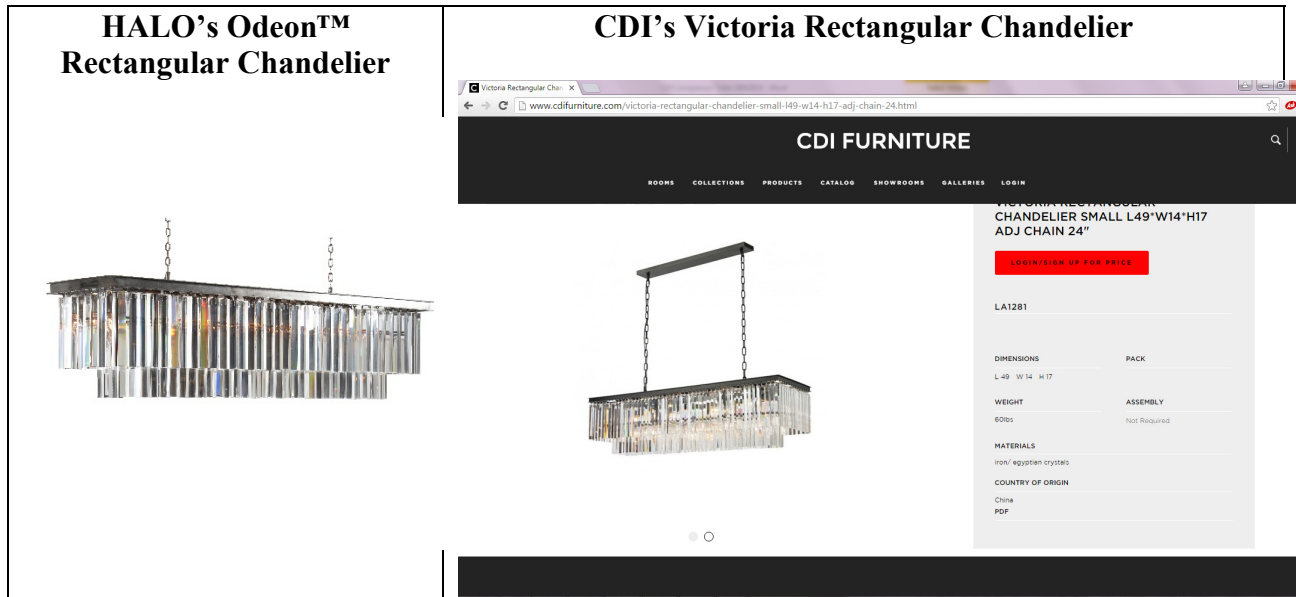 HALO's Odeon™
Rectangular Chandelier
CDI's Victoria Rectangular Chandelier
Victoria Rectangular Chan
www.cdifurniture.com/victoria-rectangular-chandelier-small-l49-w14-h17-adj-chain-24.html
CDI FURNITURE
ROOMS COLLECTIONS PRODUCTS CATALOG SHOWROOMS GALLERIES LOGIN
VICTORIA RECTANGULAR
CHANDELIER SMALL L49*W14*H17
ADJ CHAIN 24"
LOGIN/SIGN UP FOR PRICE
LA1281
DIMENSIONS PACK
L 49 W 14 H 17
WEIGHT ASSEMBLY
60lbs Not Required
MATERIALS
iron/ egyptian crystals
COUNTRY OF ORIGIN
China
PDF